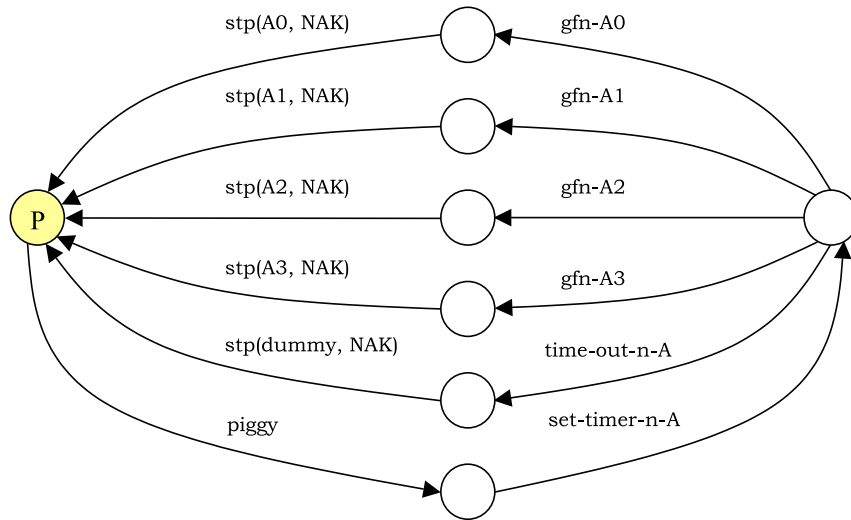 stp(A0, NAK) gfn-A0
stp(A1, NAK) gfn-A1
stp(A2, NAK) gfn-A2
P
stp(A3, NAK) gfn-A3
stp(dummy, NAK) time-out-n-A
piggy set-timer-n-A